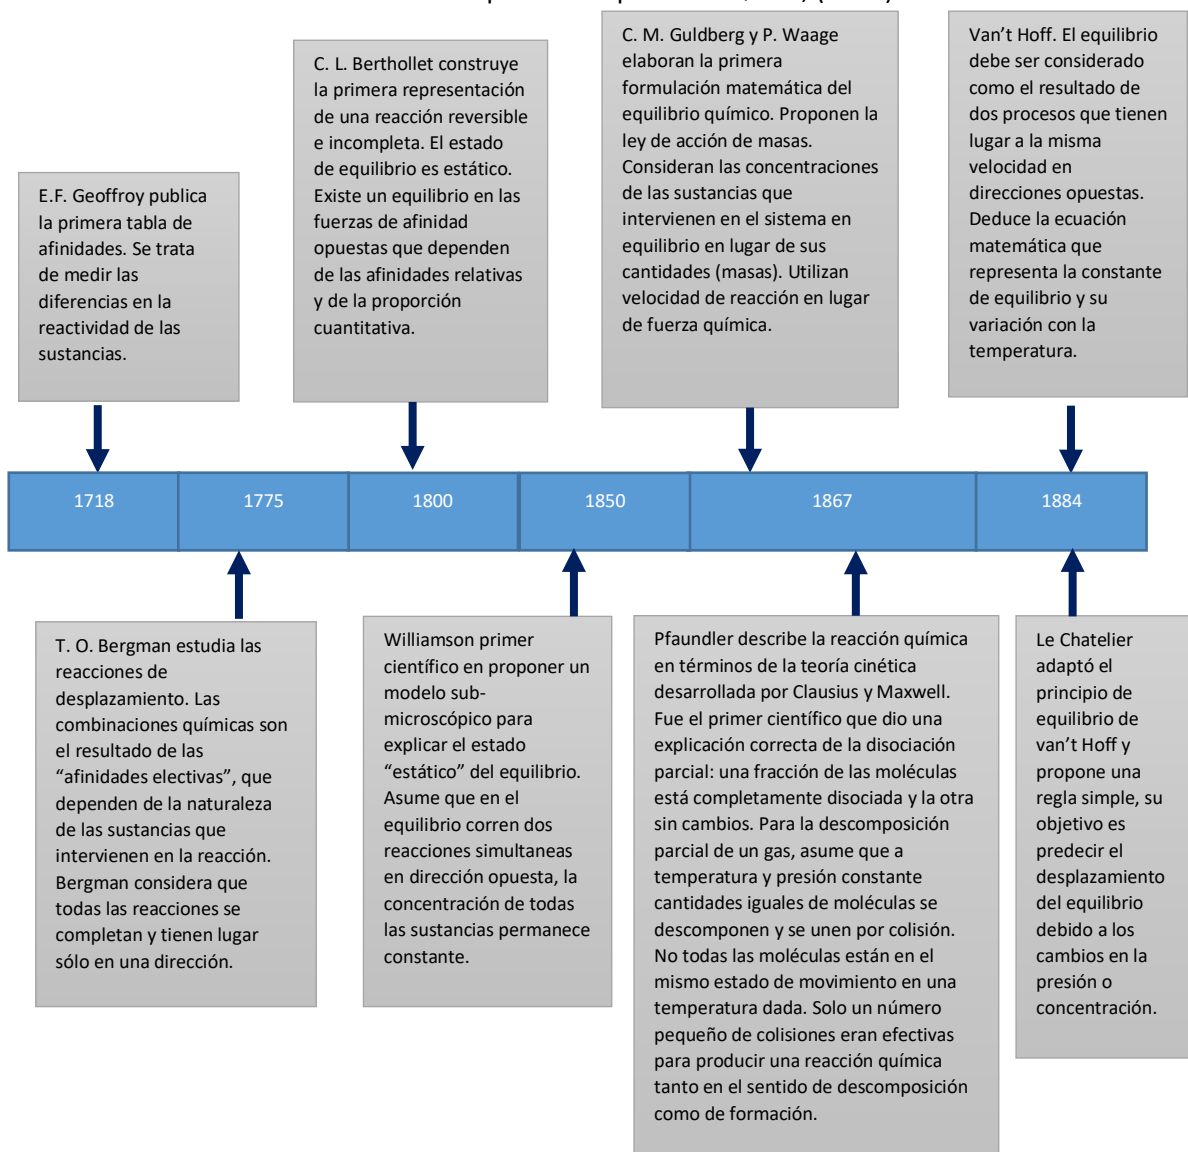 E.F. Geoffroy publica
la primera tabla de
afinidades. Se trata
de medir las
diferencias en la
reactividad de las
sustancias.
C. L. Berthollet construye
la primera representación
de una reacción reversible
e incompleta. El estado
de equilibrio es estático.
Existe un equilibrio en las
fuerzas de afinidad
opuestas que dependen
de las afinidades relativas
y de la proporción
cuantitativa.
C. M. Guldberg y P. Waage
elaboran la primera
formulación matemática del
equilibrio químico. Proponen la
ley de acción de masas.
Consideran las concentraciones
de las sustancias que
intervienen en el sistema en
equilibrio en lugar de sus
cantidades (masas). Utilizan
velocidad de reacción en lugar
de fuerza química.
Van’t Hoff. El equilibrio
debe ser considerado
como el resultado de
dos procesos que tienen
lugar a la misma
velocidad en
direcciones opuestas.
Deduce la ecuación
matemática que
representa la constante
de equilibrio y su
variación con la
temperatura.
1718
1775
1800
1850
1867
1884
T. O. Bergman estudia las
reacciones de
desplazamiento. Las
combinaciones químicas son
el resultado de las
“afinidades electivas”, que
dependen de la naturaleza
de las sustancias que
intervienen en la reacción.
Bergman considera que
todas las reacciones se
completan y tienen lugar
sólo en una dirección.
Williamson primer
científico en proponer un
modelo sub-
microscópico para
explicar el estado
“estático” del equilibrio.
Asume que en el
equilibrio corren dos
reacciones simultaneas
en dirección opuesta, la
concentración de todas
las sustancias permanece
constante.
Pfaundler describe la reacción química
en términos de la teoría cinética
desarrollada por Clausius y Maxwell.
Fue el primer científico que dio una
explicación correcta de la disociación
parcial: una fracción de las moléculas
está completamente disociada y la otra
sin cambios. Para la descomposición
parcial de un gas, asume que a
temperatura y presión constante
cantidades iguales de moléculas se
descomponen y se unen por colisión.
No todas las moléculas están en el
mismo estado de movimiento en una
temperatura dada. Solo un número
pequeño de colisiones eran efectivas
para producir una reacción química
tanto en el sentido de descomposición
como de formación.
Le Chatelier
adaptó el
principio de
equilibrio de
van’t Hoff y
propone una
regla simple, su
objetivo es
predecir el
desplazamiento
del equilibrio
debido a los
cambios en la
presión o
concentración.